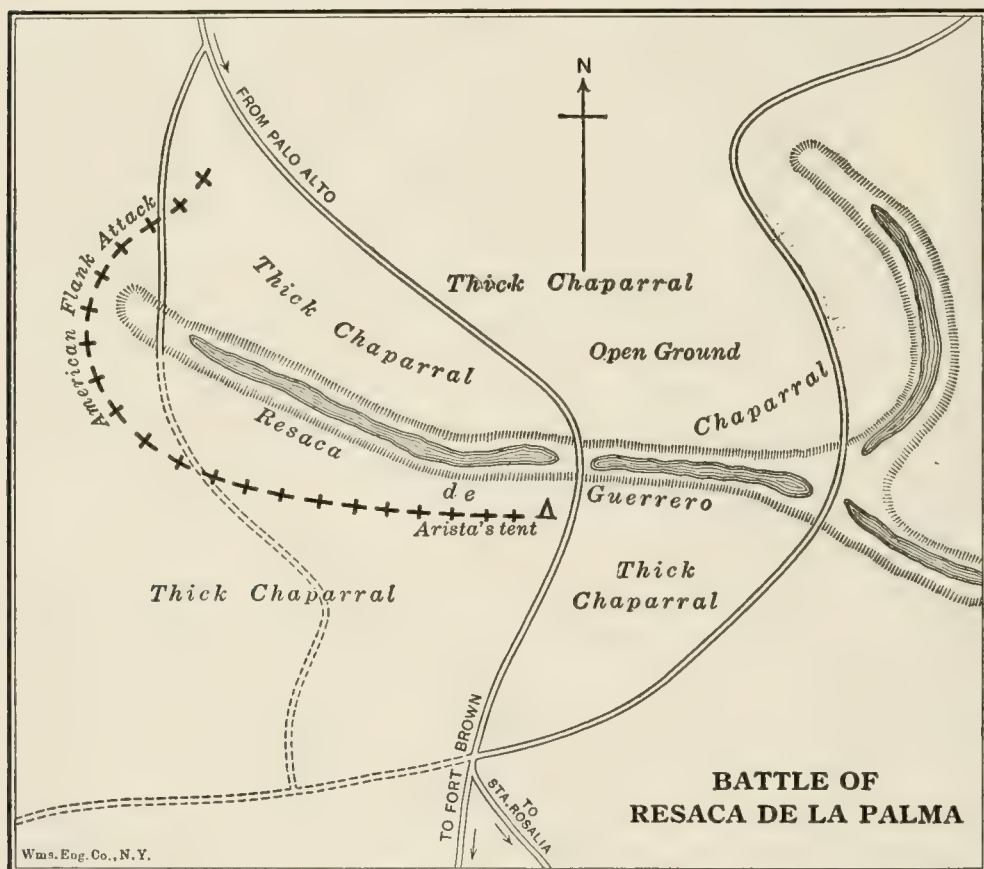 N
FROM PALO ALTO
American Flank Attack
Thick Chaparral
Thick
Chaparral
Open Ground
Chaparral
Resaca
de
Guerrero
Arista's tent
Thick
Chaparral
Thick Chaparral
TO FORT BROWN
TO
STA. ROSALIA
BATTLE OF
RESACA DE LA PALMA
Wms. Eng. Co., N.Y.